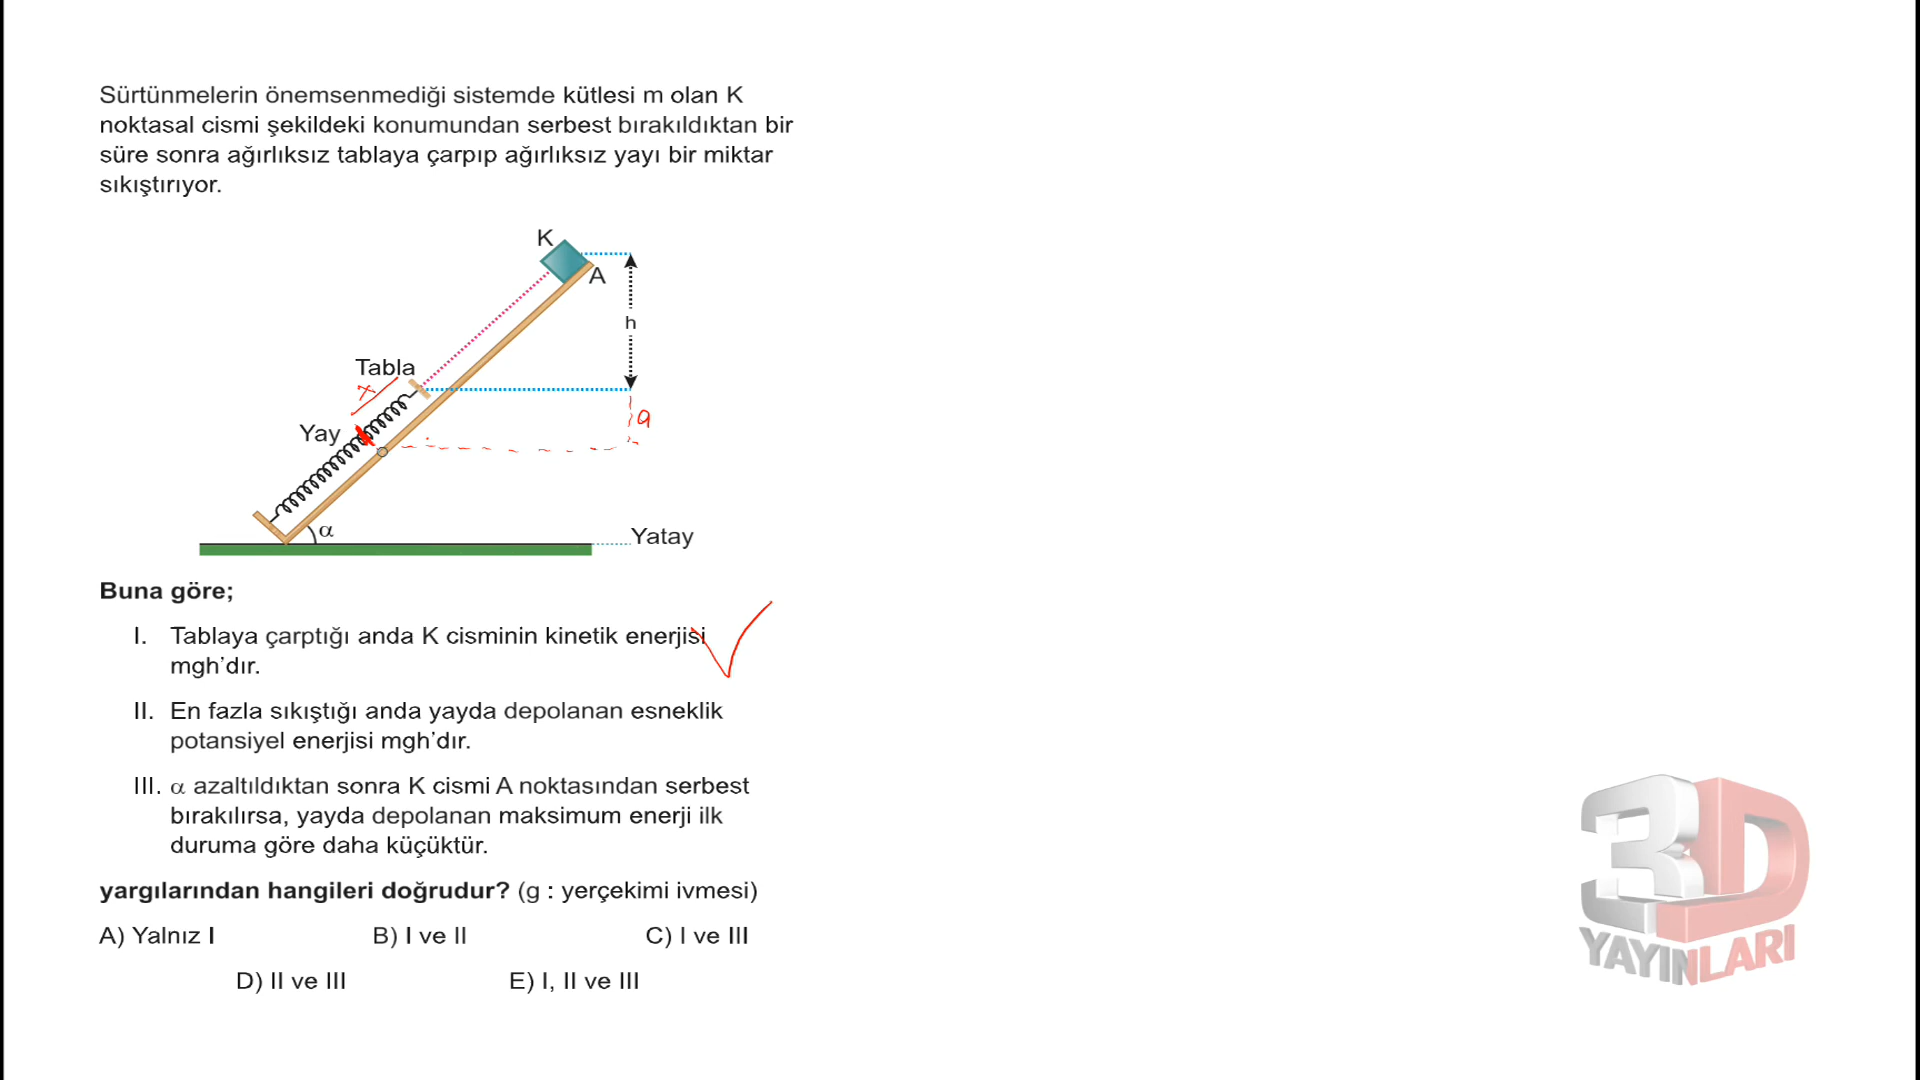 Sürtünmelerin önemsenmediği sistemde kütlesi m olan K
noktasal cismi şekildeki konumundan serbest bırakıldıktan bir
süre sonra ağırlıksız tablaya çarpıp ağırlıksız yayı bir miktar
sıkıştırıyor.
K
A
h
Tabla
x
a
Yay
α
Yatay
Buna göre;
I. Tablaya çarptığı anda K cisminin kinetik enerjisi
mgh'dır.
II. En fazla sıkıştığı anda yayda depolanan esneklik
potansiyel enerjisi mgh'dır.
III. α azaltıldıktan sonra K cismi A noktasından serbest
bırakılırsa, yayda depolanan maksimum enerji ilk
duruma göre daha küçüktür.
yargılarından hangileri doğrudur? (g : yerçekimi ivmesi)
A) Yalnız I B) I ve II C) I ve III
D) II ve III E) I, II ve III
3D
YAYINLARI